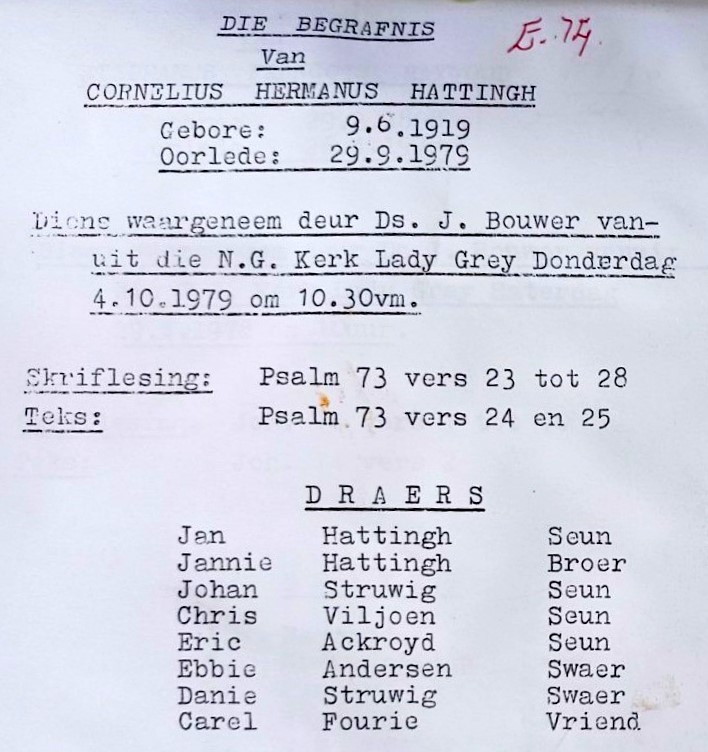 DIE BEGRAFNIS
E.74.
Van
CORNELIUS HERMANUS HATTINGH
Gebore: 9.6.1919
Oorlede: 29.9.1979
Diens waargeneem deur Ds. J. Bouwer van-
uit die N.G. Kerk Lady Grey Donderdag
4.10.1979 om 10.30vm.
Skriflesing: Psalm 73 vers 23 tot 28
Teks: Psalm 73 vers 24 en 25
DRAERS
Jan Hattingh Seun
Jannie Hattingh Broer
Johan Struwig Seun
Chris Viljoen Seun
Eric Ackroyd Seun
Ebbie Andersen Swaer
Danie Struwig Swaer
Carel Fourie Vriend